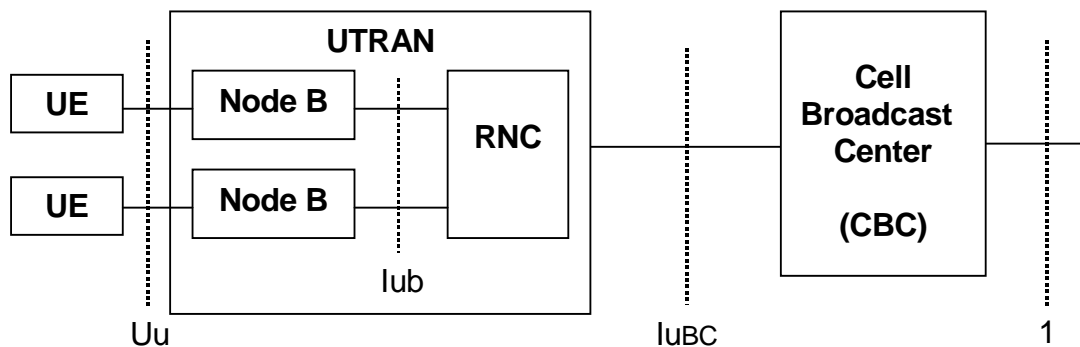 UTRAN
UE
Node B
RNC
UE
Node B
Iub
Cell
Broadcast
Center
(CBC)
Uu
IuBC
1